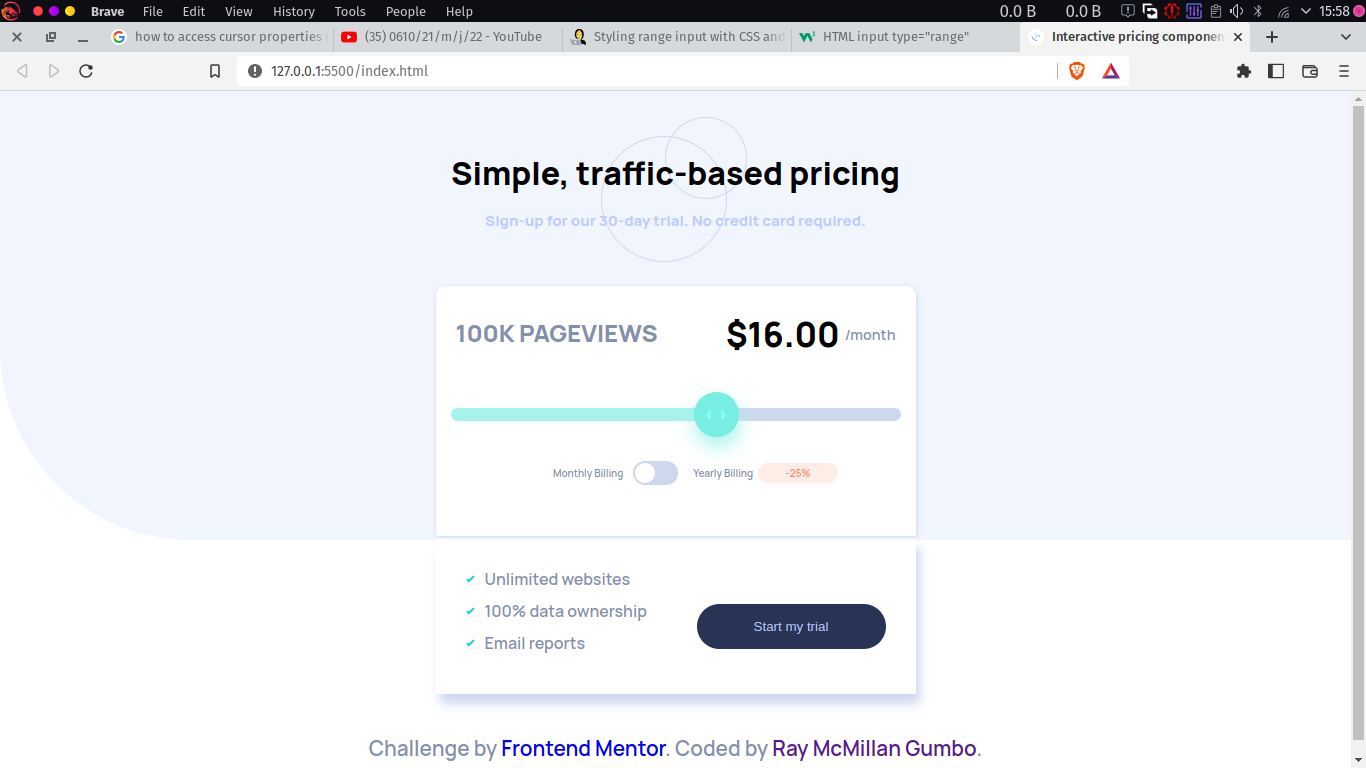 Brave File Edit View History Tools People Help 0.0 B 0.0 B 15:58
how to access cursor properties (35) 0610/21/m/j/22 - YouTube Styling range input with CSS and HTML input type="range" Interactive pricing componen
127.0.0.1:5500/index.html
Simple, traffic-based pricing
Sign-up for our 30-day trial. No credit card required.
100K PAGEVIEWS $16.00 /month
Monthly Billing Yearly Billing -25%
Unlimited websites
100% data ownership
Email reports
Start my trial
Challenge by Frontend Mentor. Coded by Ray McMillan Gumbo.